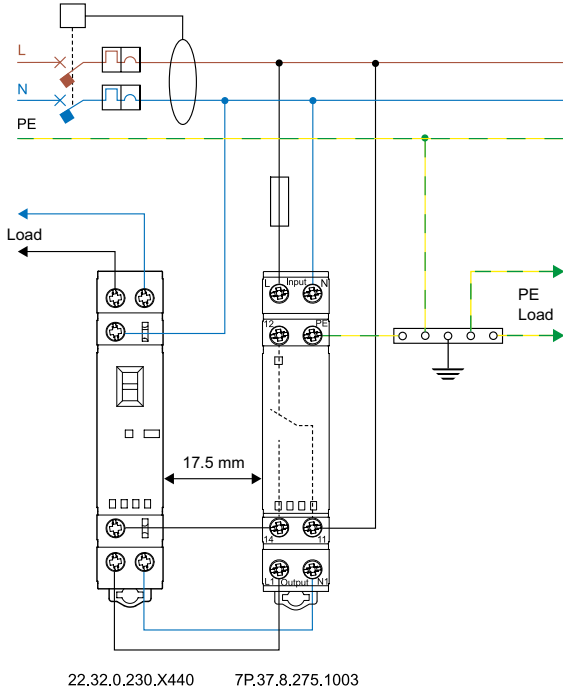 L
N
PE
Load
L Input N
12 PE
PE
Load
17.5 mm
14 11
L1 Output N1
22.32.0.230.X440 7P.37.8.275.1003